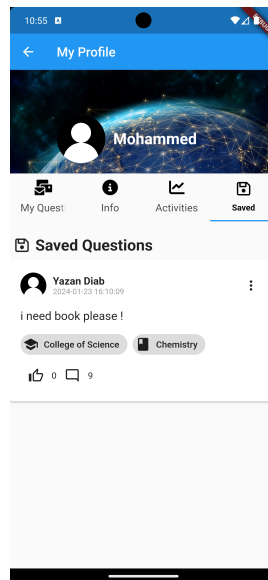 10:55
My Profile
Mohammed
My Quest
Info
Activities
Saved
Saved Questions
Yazan Diab
2024-01-23 16:10:09
i need book please !
College of Science
Chemistry
0
9